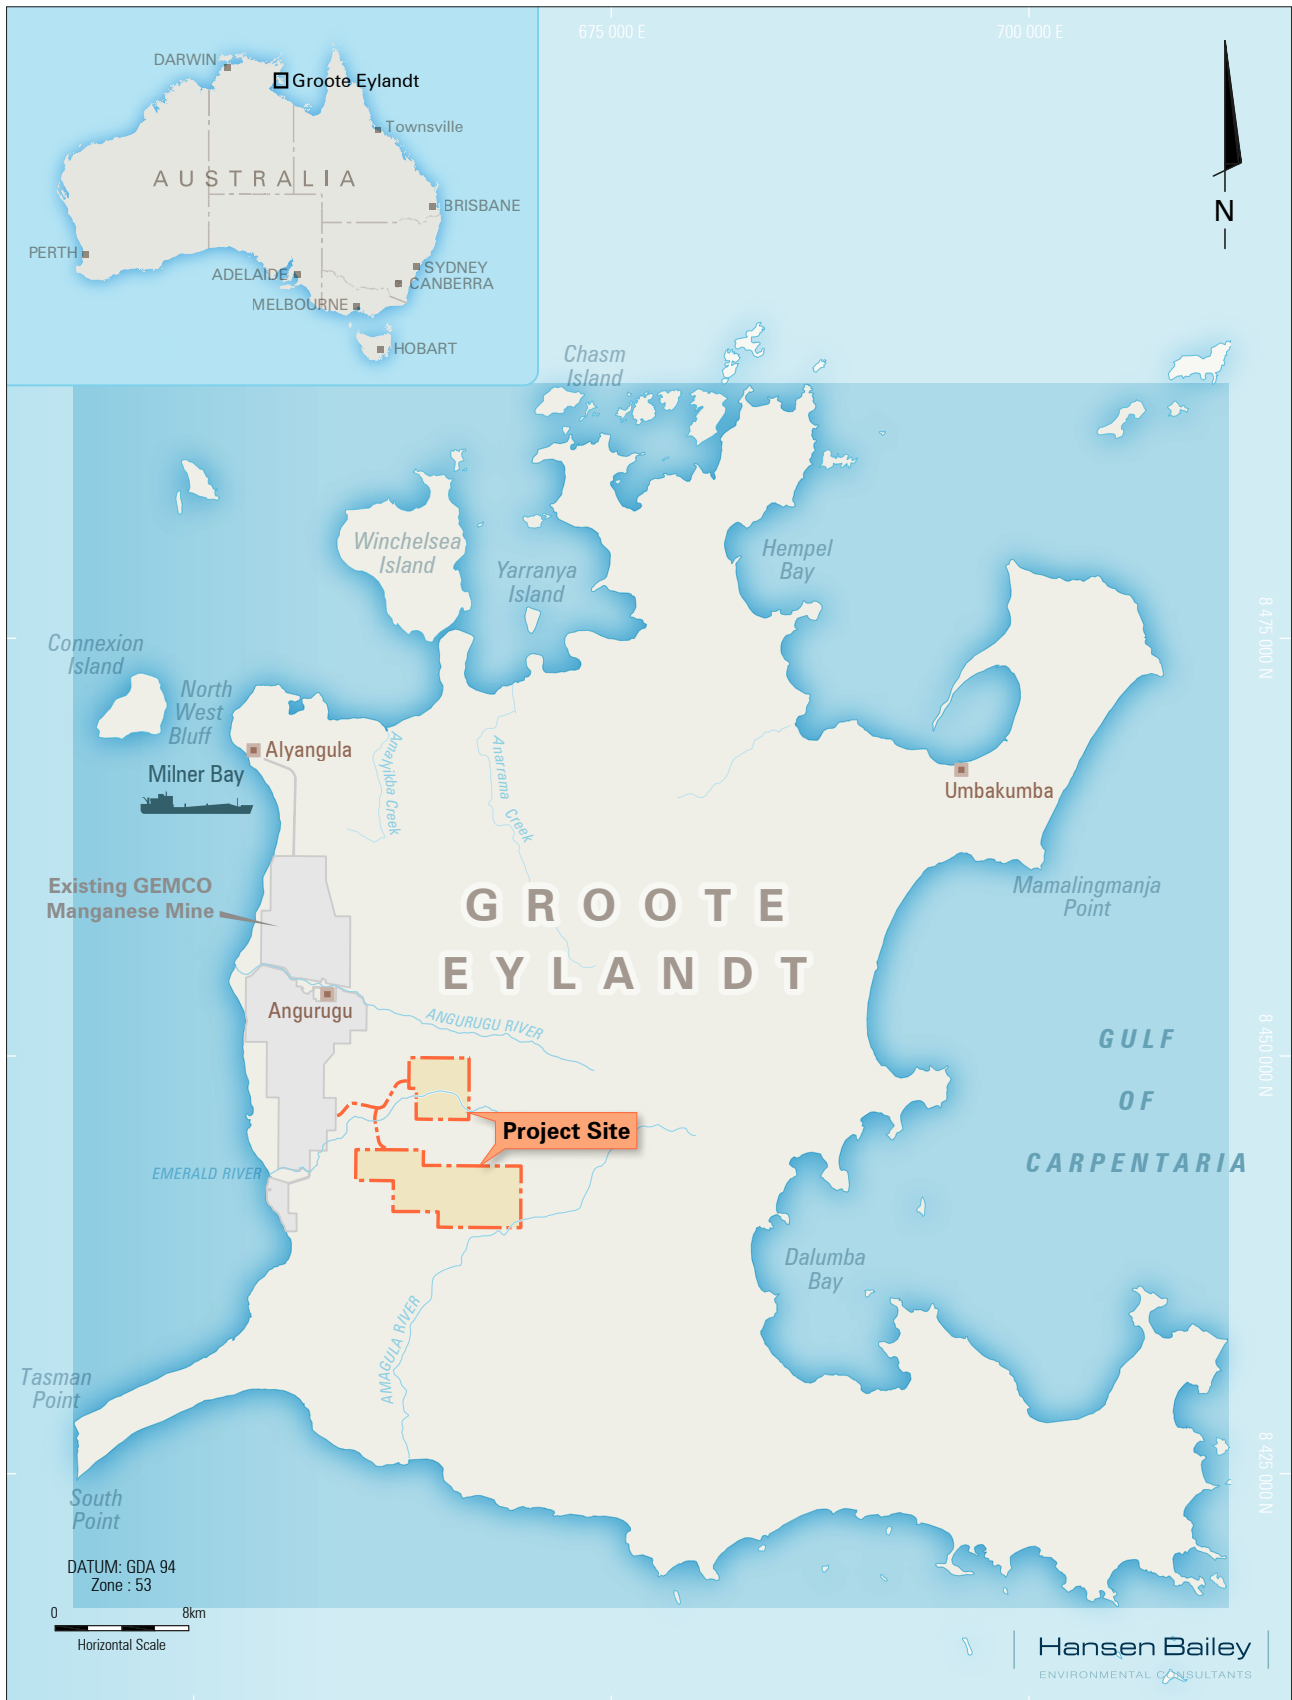 675 000 E
700 000 E
DARWIN
Groote Eylandt
Townsville
AUSTRALIA
BRISBANE
PERTH
ADELAIDE
SYDNEY
CANBERRA
MELBOURNE
HOBART
N
Chasm
Island
Winchelsea
Island
Yarranya
Island
Hempel
Bay
8 475 000 N
Connexion
Island
North
West
Bluff
Alyangula
Milner Bay
Amalyikba Creek
Anarrama Creek
Umbakumba
Existing GEMCO
Manganese Mine
GROOTE
EYLANDT
Mamalingmanja
Point
Angurugu
ANGURUGU RIVER
8 450 000 N
GULF
OF
CARPENTARIA
Project Site
EMERALD RIVER
Dalumba
Bay
AMAGULA RIVER
Tasman
Point
8 425 000 N
South
Point
DATUM: GDA 94
Zone : 53
0 8km
Horizontal Scale
Hansen Bailey
ENVIRONMENTAL CONSULTANTS